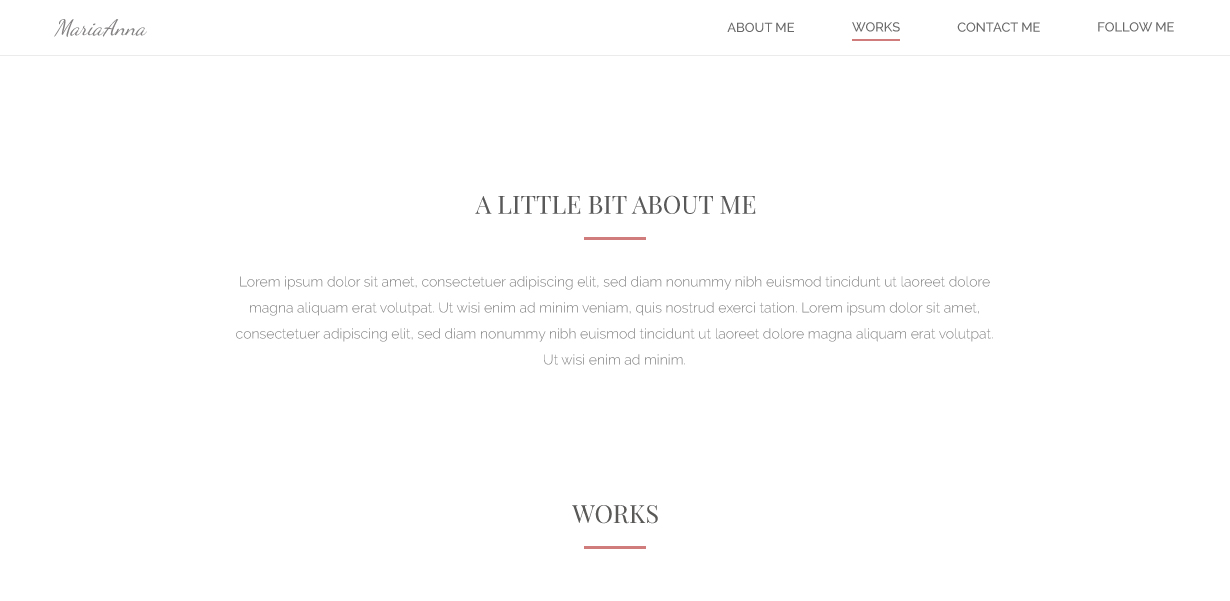 MariaAnna
ABOUT ME
WORKS
CONTACT ME
FOLLOW ME
A LITTLE BIT ABOUT ME
Lorem ipsum dolor sit amet, consectetuer adipiscing elit, sed diam nonummy nibh euismod tincidunt ut laoreet dolore
magna aliquam erat volutpat. Ut wisi enim ad minim veniam, quis nostrud exerci tation. Lorem ipsum dolor sit amet,
consectetuer adipiscing elit, sed diam nonummy nibh euismod tincidunt ut laoreet dolore magna aliquam erat volutpat.
Ut wisi enim ad minim.
WORKS